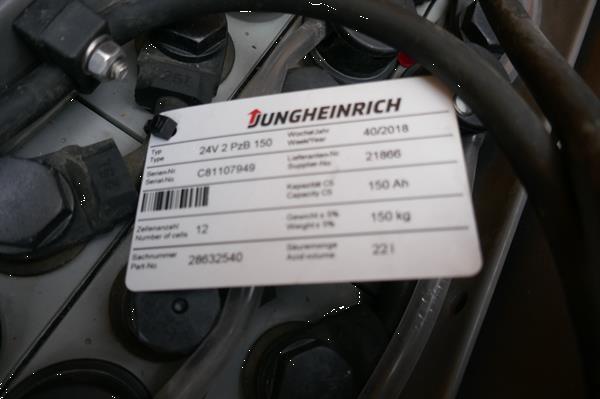 JUNGHEINRICH
Typ
Type
24V 2 PzB 150
Woche/Jahr
Week/Year
40/2018
Serien-Nr.
Serial-No.
C81107949
Lieferanten-Nr.
Supplier-No.
21866
Kapazität C5
Capacity C5
150 Ah
Zellenanzahl
Number of cells
12
Gewicht ± 5%
Weight ± 5%
150 kg
Sachnummer
Part-No.
28632540
Säuremenge
Acid volume
22 l